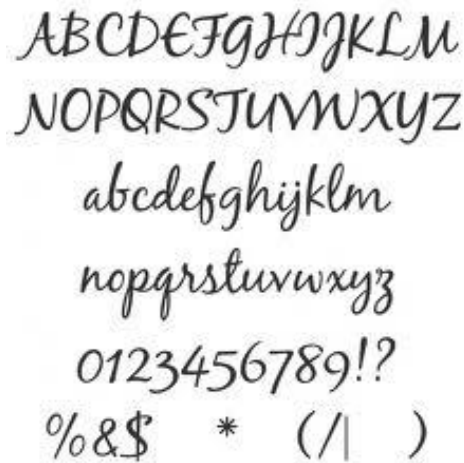 ABCDEFGHIJKLM
NOPQRSTUVWXYZ
abcdefghijklm
nopqrstuvwxyz
0123456789!?
%&$ * (/| )